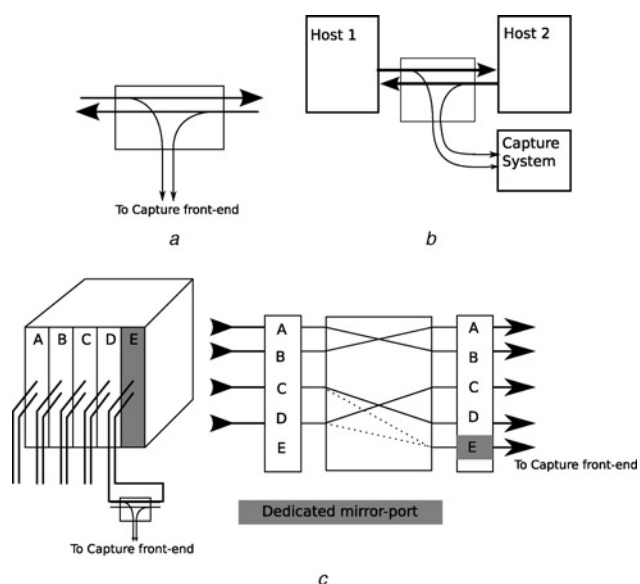 Host 1
Host 2
To Capture front-end
Capture
System
a
b
A B C D E
A
B
C
D
E
A
B
C
D
E
To Capture front-end
Dedicated mirror-port
To Capture front-end
c